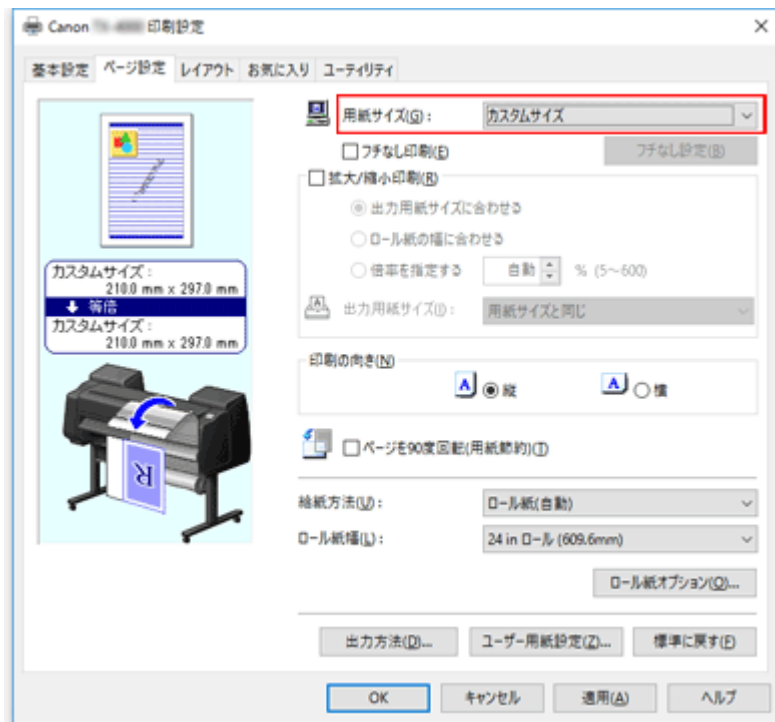 Canon 印刷設定
基本設定 ページ設定 レイアウト お気に入り ユーティリティ
用紙サイズ(G): カスタムサイズ
フチなし印刷(E) フチなし設定(B)
拡大/縮小印刷(R)
出力用紙サイズに合わせる
ロール紙の幅に合わせる
倍率を指定する 自動 % (5～600)
出力用紙サイズ(I): 用紙サイズと同じ
カスタムサイズ:
210.0 mm x 297.0 mm
等倍
カスタムサイズ:
210.0 mm x 297.0 mm
印刷の向き(N)
A 縦 A 横
R
ページを90度回転(用紙節約)(T)
給紙方法(U): ロール紙(自動)
ロール紙幅(L): 24 in ロール (609.6mm)
ロール紙オプション(O)...
出力方法(D)... ユーザー用紙設定(Z)... 標準に戻す(F)
OK キャンセル 適用(A) ヘルプ